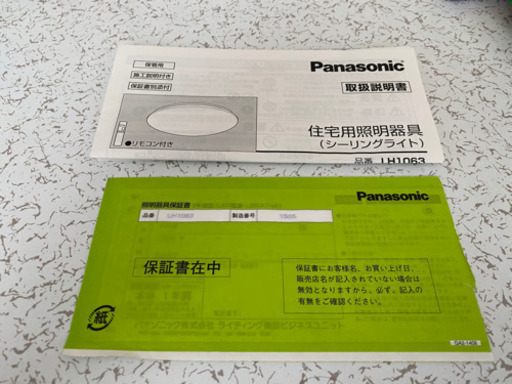 保管用
施工説明付き
保証書別添付
Panasonic
取扱説明書
住宅用照明器具
(シーリングライト)
●リモコン付き
品番 LH1063
Panasonic
照明器具保証書
品番
製造番号
保証書在中
保証書にお客様名、お買い上げ日、
販売店名が記入されていない場合は
無効となりますから、必ず、記入の
有無をご確認ください。
紙
パナソニック株式会社 ライティング機器ビジネスユニット